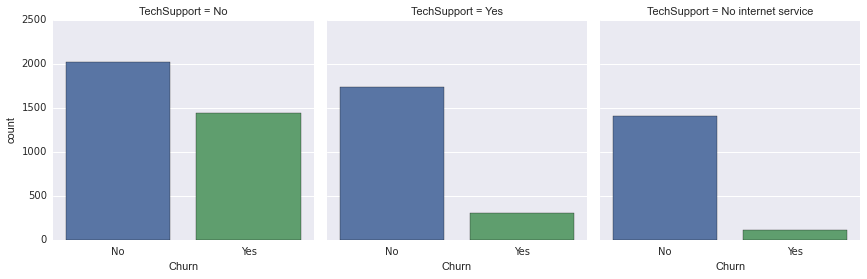 TechSupport = No
TechSupport = Yes
TechSupport = No internet service
2500
2000
1500
1000
500
0
count
No
Yes
No
Yes
No
Yes
Churn
Churn
Churn